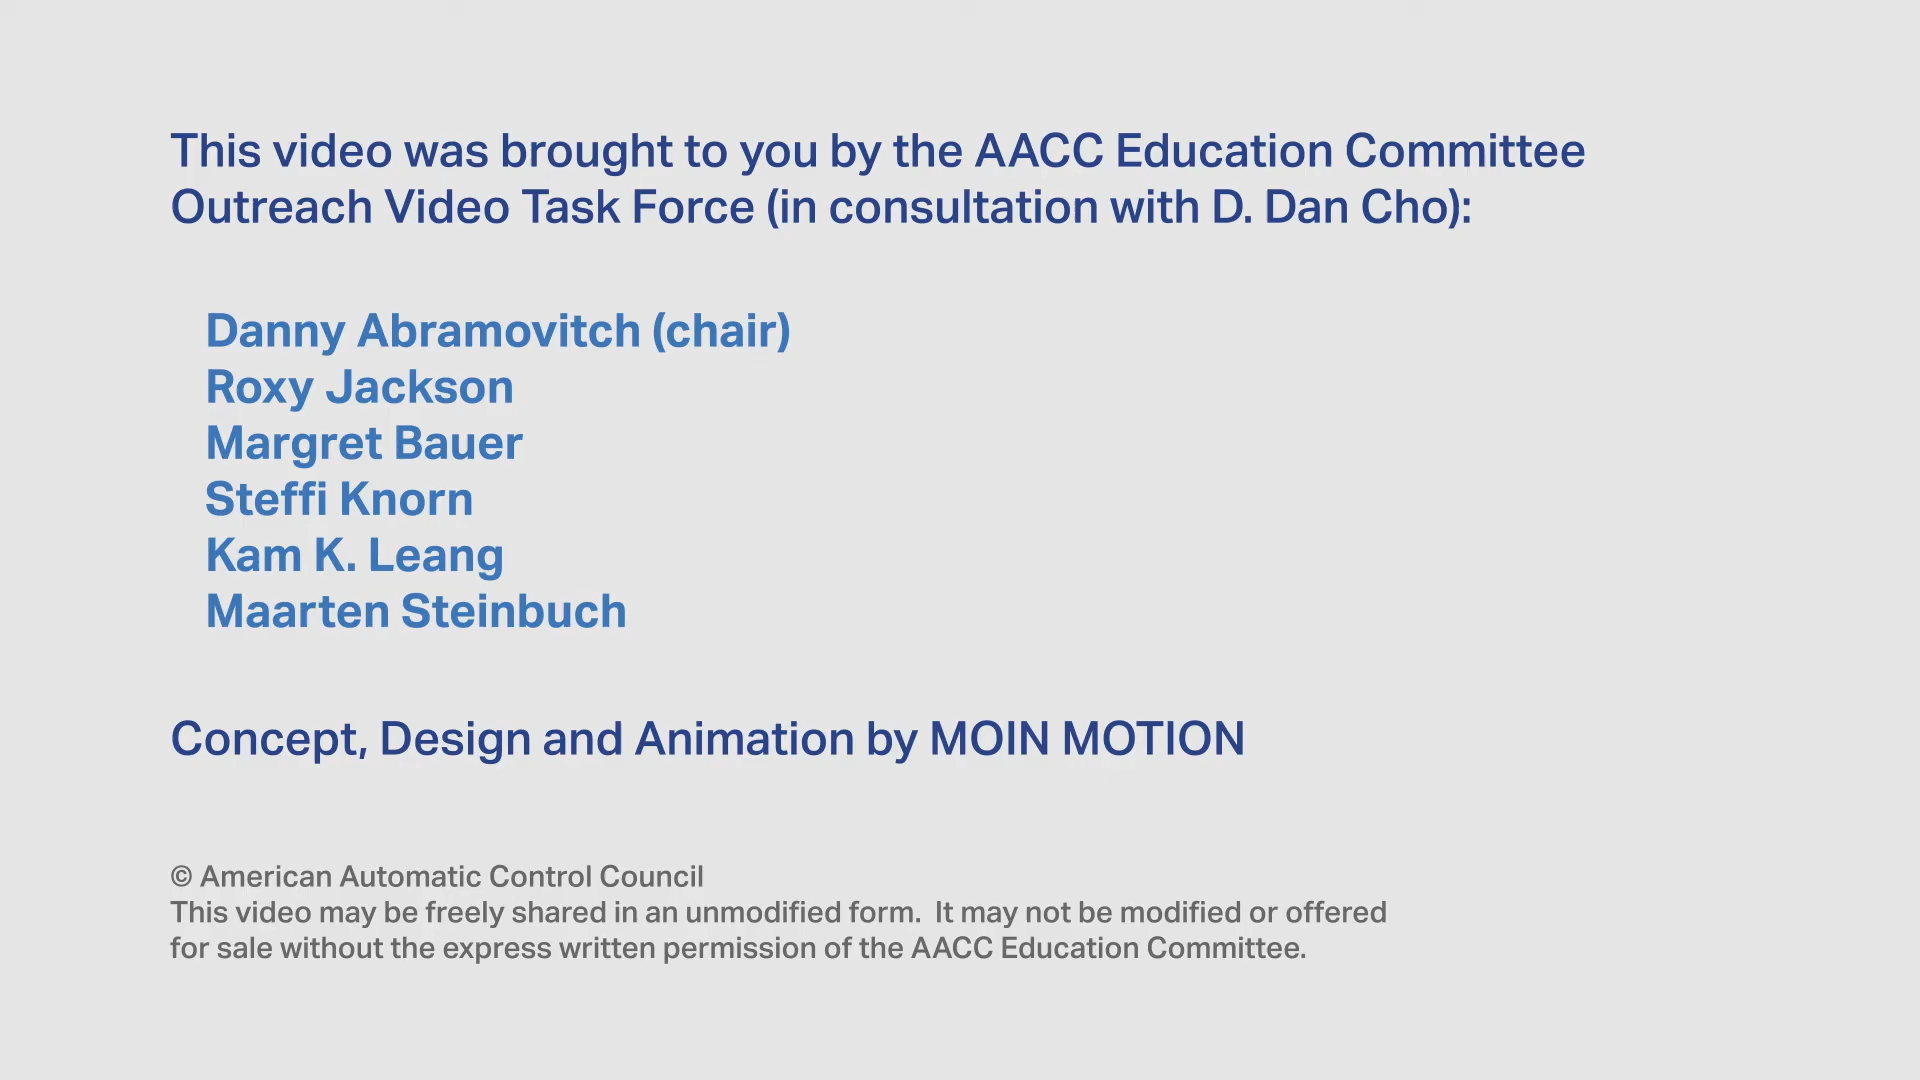 This video was brought to you by the AACC Education Committee
Outreach Video Task Force (in consultation with D. Dan Cho):
Danny Abramovitch (chair)
Roxy Jackson
Margret Bauer
Steffi Knorn
Kam K. Leang
Maarten Steinbuch
Concept, Design and Animation by MOIN MOTION
© American Automatic Control Council
This video may be freely shared in an unmodified form.  It may not be modified or offered
for sale without the express written permission of the AACC Education Committee.